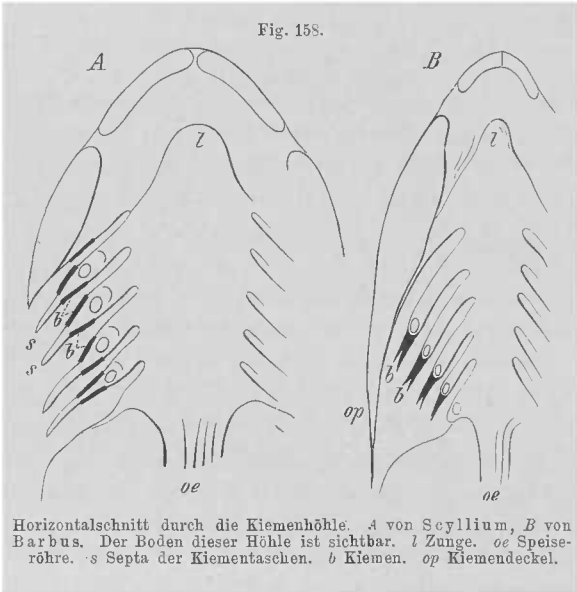 Fig. 158.
A
B
l
l
b
b
s
s
b
b
op
oe
oe
Horizontalschnitt durch die Kiemenhöhle. A von Scyllium, B von
Barbus. Der Boden dieser Höhle ist sichtbar. l Zunge. oe Speise-
röhre. s Septa der Kiementaschen. b Kiemen. op Kiemendeckel.